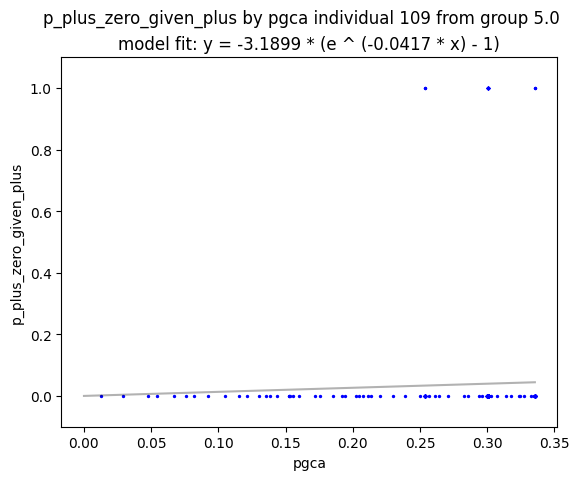 p_plus_zero_given_plus by pgca individual 109 from group 5.0
model fit: y = -3.1899 * (e ^ (-0.0417 * x) - 1)
1.0
0.8
0.6
0.4
0.2
0.0
p_plus_zero_given_plus
0.00 0.05 0.10 0.15 0.20 0.25 0.30 0.35
pgca